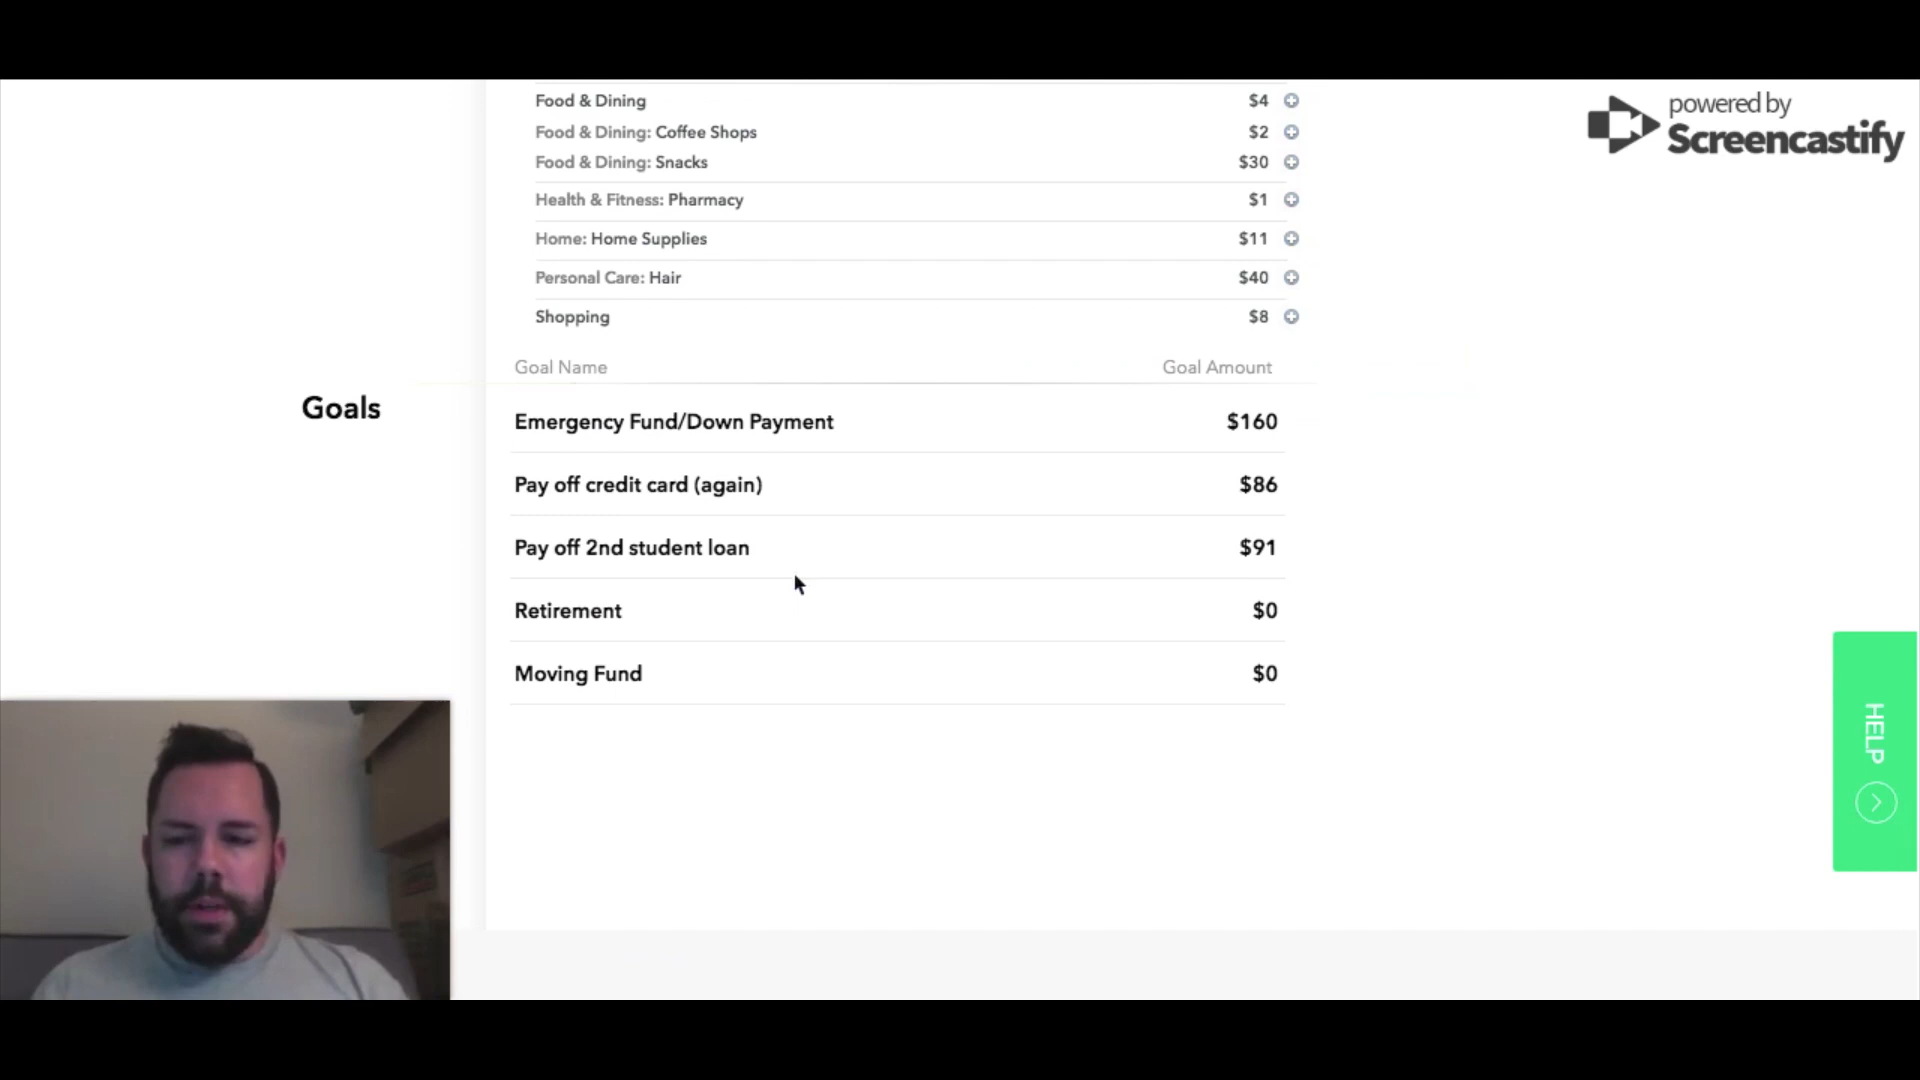 powered by
Screencastify
Food & Dining $4
Food & Dining: Coffee Shops $2
Food & Dining: Snacks $30
Health & Fitness: Pharmacy $1
Home: Home Supplies $11
Personal Care: Hair $40
Shopping $8
Goal Name Goal Amount
Goals
Emergency Fund/Down Payment $160
Pay off credit card (again) $86
Pay off 2nd student loan $91
Retirement $0
Moving Fund $0
HELP